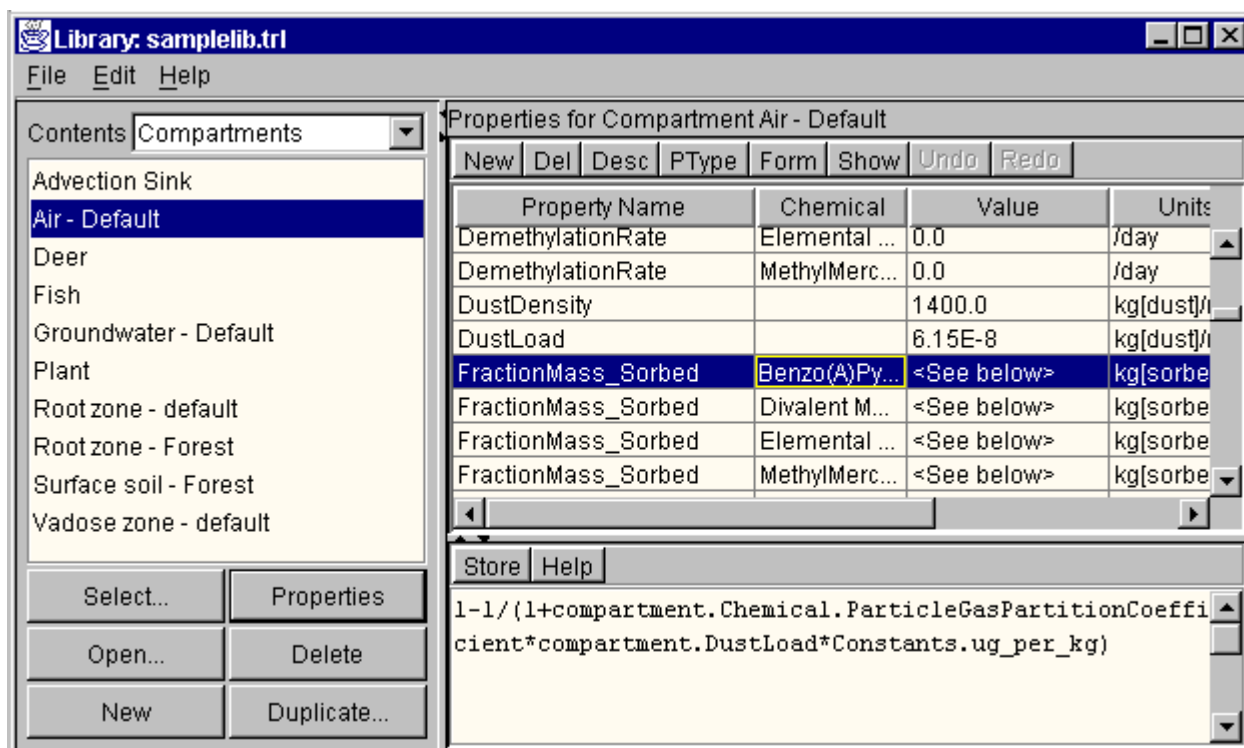 Library: samplelib.trl
File Edit Help
Contents Compartments
Advection Sink
Air - Default
Deer
Fish
Groundwater - Default
Plant
Root zone - default
Root zone - Forest
Surface soil - Forest
Vadose zone - default
Select... Properties
Open... Delete
New Duplicate...
Properties for Compartment Air - Default
New Del Desc PType Form Show Undo Redo
Property Name Chemical Value Units
DemethylationRate Elemental ... 0.0 /day
DemethylationRate MethylMerc... 0.0 /day
DustDensity 1400.0 kg[dust]/
DustLoad 6.15E-8 kg[dust]/
FractionMass_Sorbed Benzo(A)Py... <See below> kg[sorbe
FractionMass_Sorbed Divalent M... <See below> kg[sorbe
FractionMass_Sorbed Elemental ... <See below> kg[sorbe
FractionMass_Sorbed MethylMerc... <See below> kg[sorbe
Store Help
1-1/(1+compartment.Chemical.ParticleGasPartitionCoeffi
cient*compartment.DustLoad*Constants.ug_per_kg)